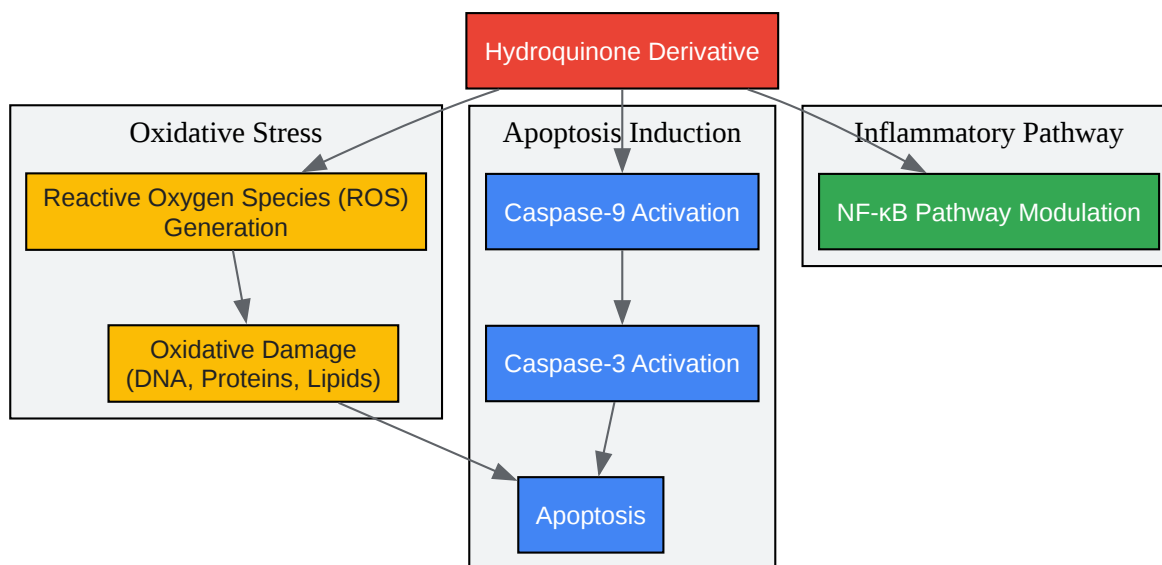 Hydroquinone Derivative
Oxidative Stress
Apoptosis Induction
Inflammatory Pathway
Reactive Oxygen Species (ROS)
Generation
Caspase-9 Activation
NF-κB Pathway Modulation
Oxidative Damage
(DNA, Proteins, Lipids)
Caspase-3 Activation
Apoptosis